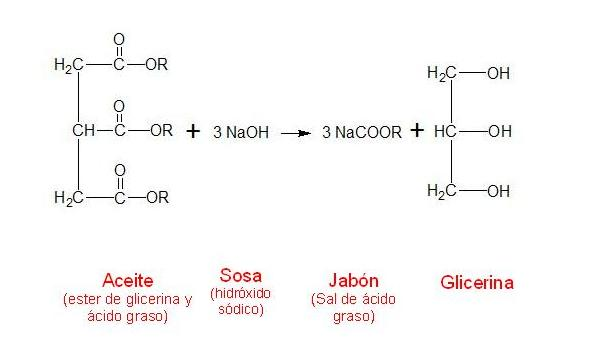 O
H₂C C OR
O
CH C OR + 3 NaOH → 3 NaCOOR +
O
H₂C C OR
H₂C OH
HC OH
H₂C OH
Aceite
(ester de glicerina y
ácido graso)
Sosa
(hidróxido
sódico)
Jabón
(Sal de ácido
graso)
Glicerina